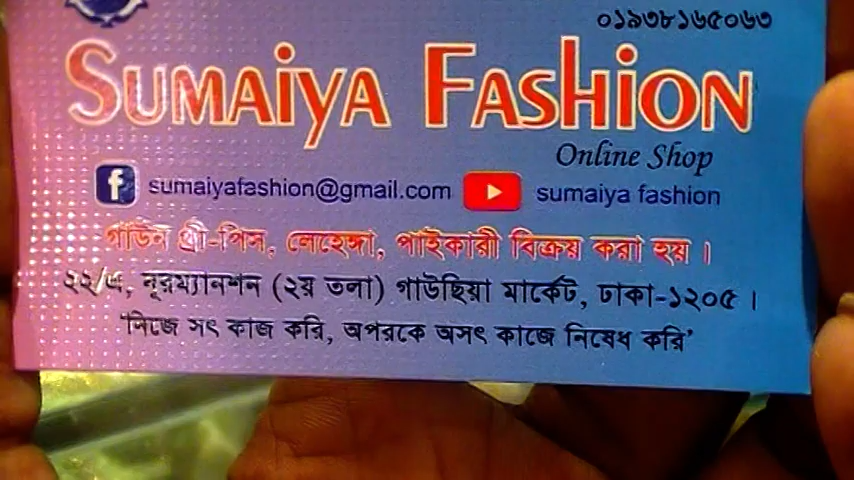 ০১৯৩৮১৬৫০৬৩
SUMAIYA FASHION
Online Shop
f sumaiyafashion@gmail.com sumaiya fashion
গাউন থ্রী-পিস, লেহেঙ্গা, পাইকারী বিক্রয় করা হয় ।
২২/এ, নূরম্যানশন (২য় তলা) গাউছিয়া মার্কেট, ঢাকা-১২০৫ ।
‘নিজে সৎ কাজ করি, অপরকে অসৎ কাজে নিষেধ করি’